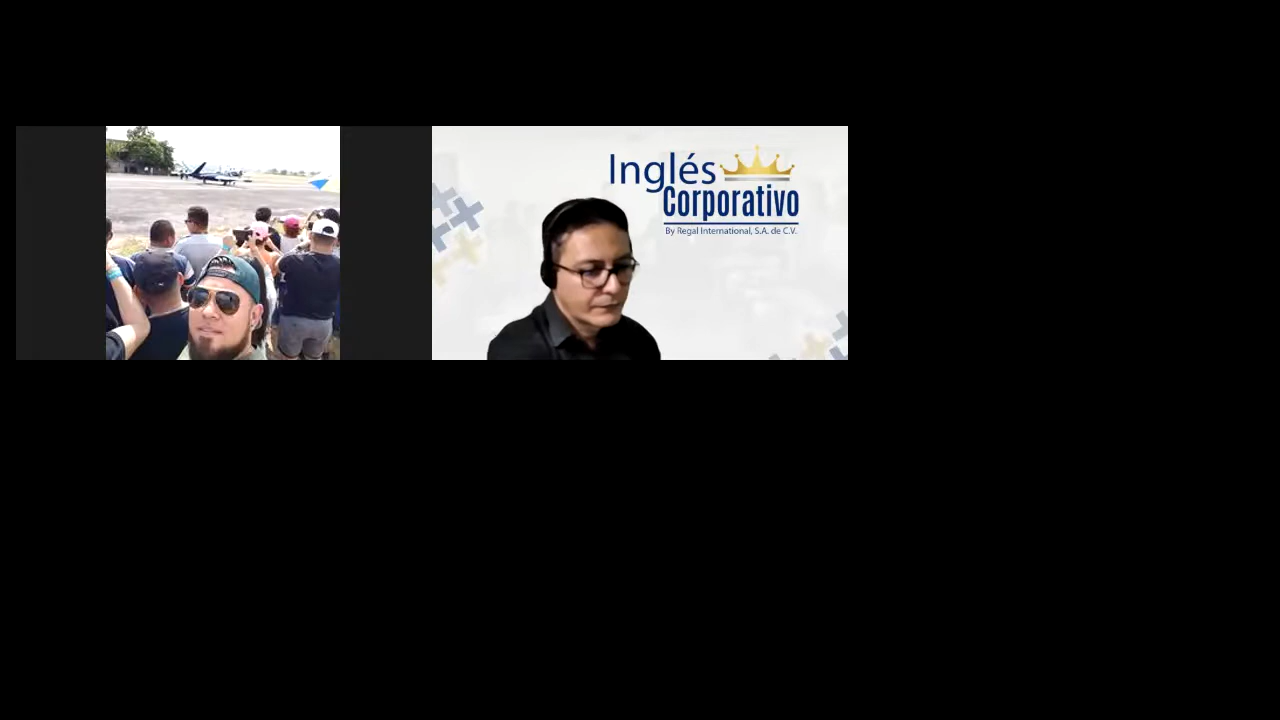 Inglés
Corporativo
By Regal International, S.A. de C.V.